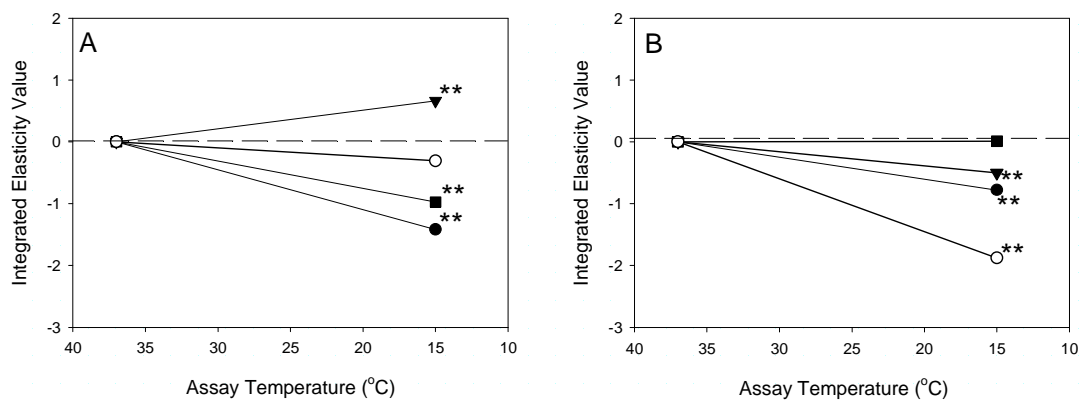 A
Integrated Elasticity Value
2
1
0
-1
-2
-3
**
**
**
40 35 30 25 20 15 10
Assay Temperature (°C)
B
Integrated Elasticity Value
2
1
0
-1
-2
-3
**
**
**
40 35 30 25 20 15 10
Assay Temperature (°C)